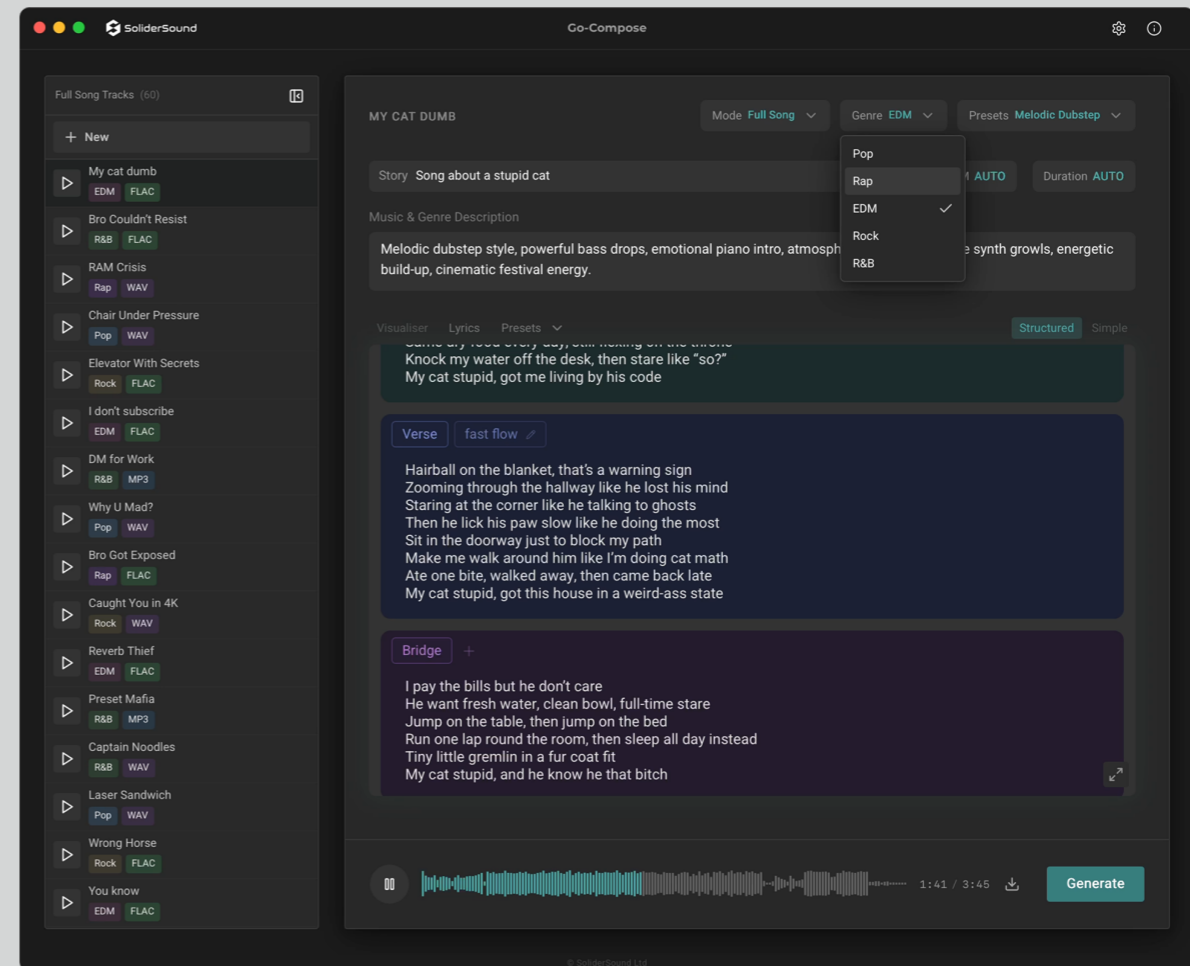 SoliderSound
Go-Compose
Full Song Tracks (60)
New
My cat dumb
EDM FLAC
Bro Couldn't Resist
R&B FLAC
RAM Crisis
Rap WAV
Chair Under Pressure
Pop WAV
Elevator With Secrets
Rock FLAC
I don't subscribe
EDM FLAC
DM for Work
R&B MP3
Why U Mad?
Pop WAV
Bro Got Exposed
Rap FLAC
Caught You in 4K
Rock WAV
Reverb Thief
EDM FLAC
Preset Mafia
R&B MP3
Captain Noodles
R&B WAV
Laser Sandwich
Pop WAV
Wrong Horse
Rock FLAC
You know
EDM FLAC
MY CAT DUMB
Mode Full Song
Genre EDM
Presets Melodic Dubstep
Pop
Rap
EDM
Rock
R&B
Story Song about a stupid cat
AUTO
Duration AUTO
Music & Genre Description
Melodic dubstep style, powerful bass drops, emotional piano intro, synth growls, energetic
build-up, cinematic festival energy.
Visualiser Lyrics Presets
Structured Simple
Same dry food every day, still flexing on the throne
Knock my water off the desk, then stare like “so?”
My cat stupid, got me living by his code
Verse fast flow
Hairball on the blanket, that's a warning sign
Zooming through the hallway like he lost his mind
Staring at the corner like he talking to ghosts
Then he lick his paw slow like he doing the most
Sit in the doorway just to block my path
Make me walk around him like I'm doing cat math
Ate one bite, walked away, then came back late
My cat stupid, got this house in a weird-ass state
Bridge
I pay the bills but he don't care
He want fresh water, clean bowl, full-time stare
Jump on the table, then jump on the bed
Run one lap round the room, then sleep all day instead
Tiny little gremlin in a fur coat fit
My cat stupid, and he know he that bitch
1:41 / 3:45
Generate
© SoliderSound Ltd